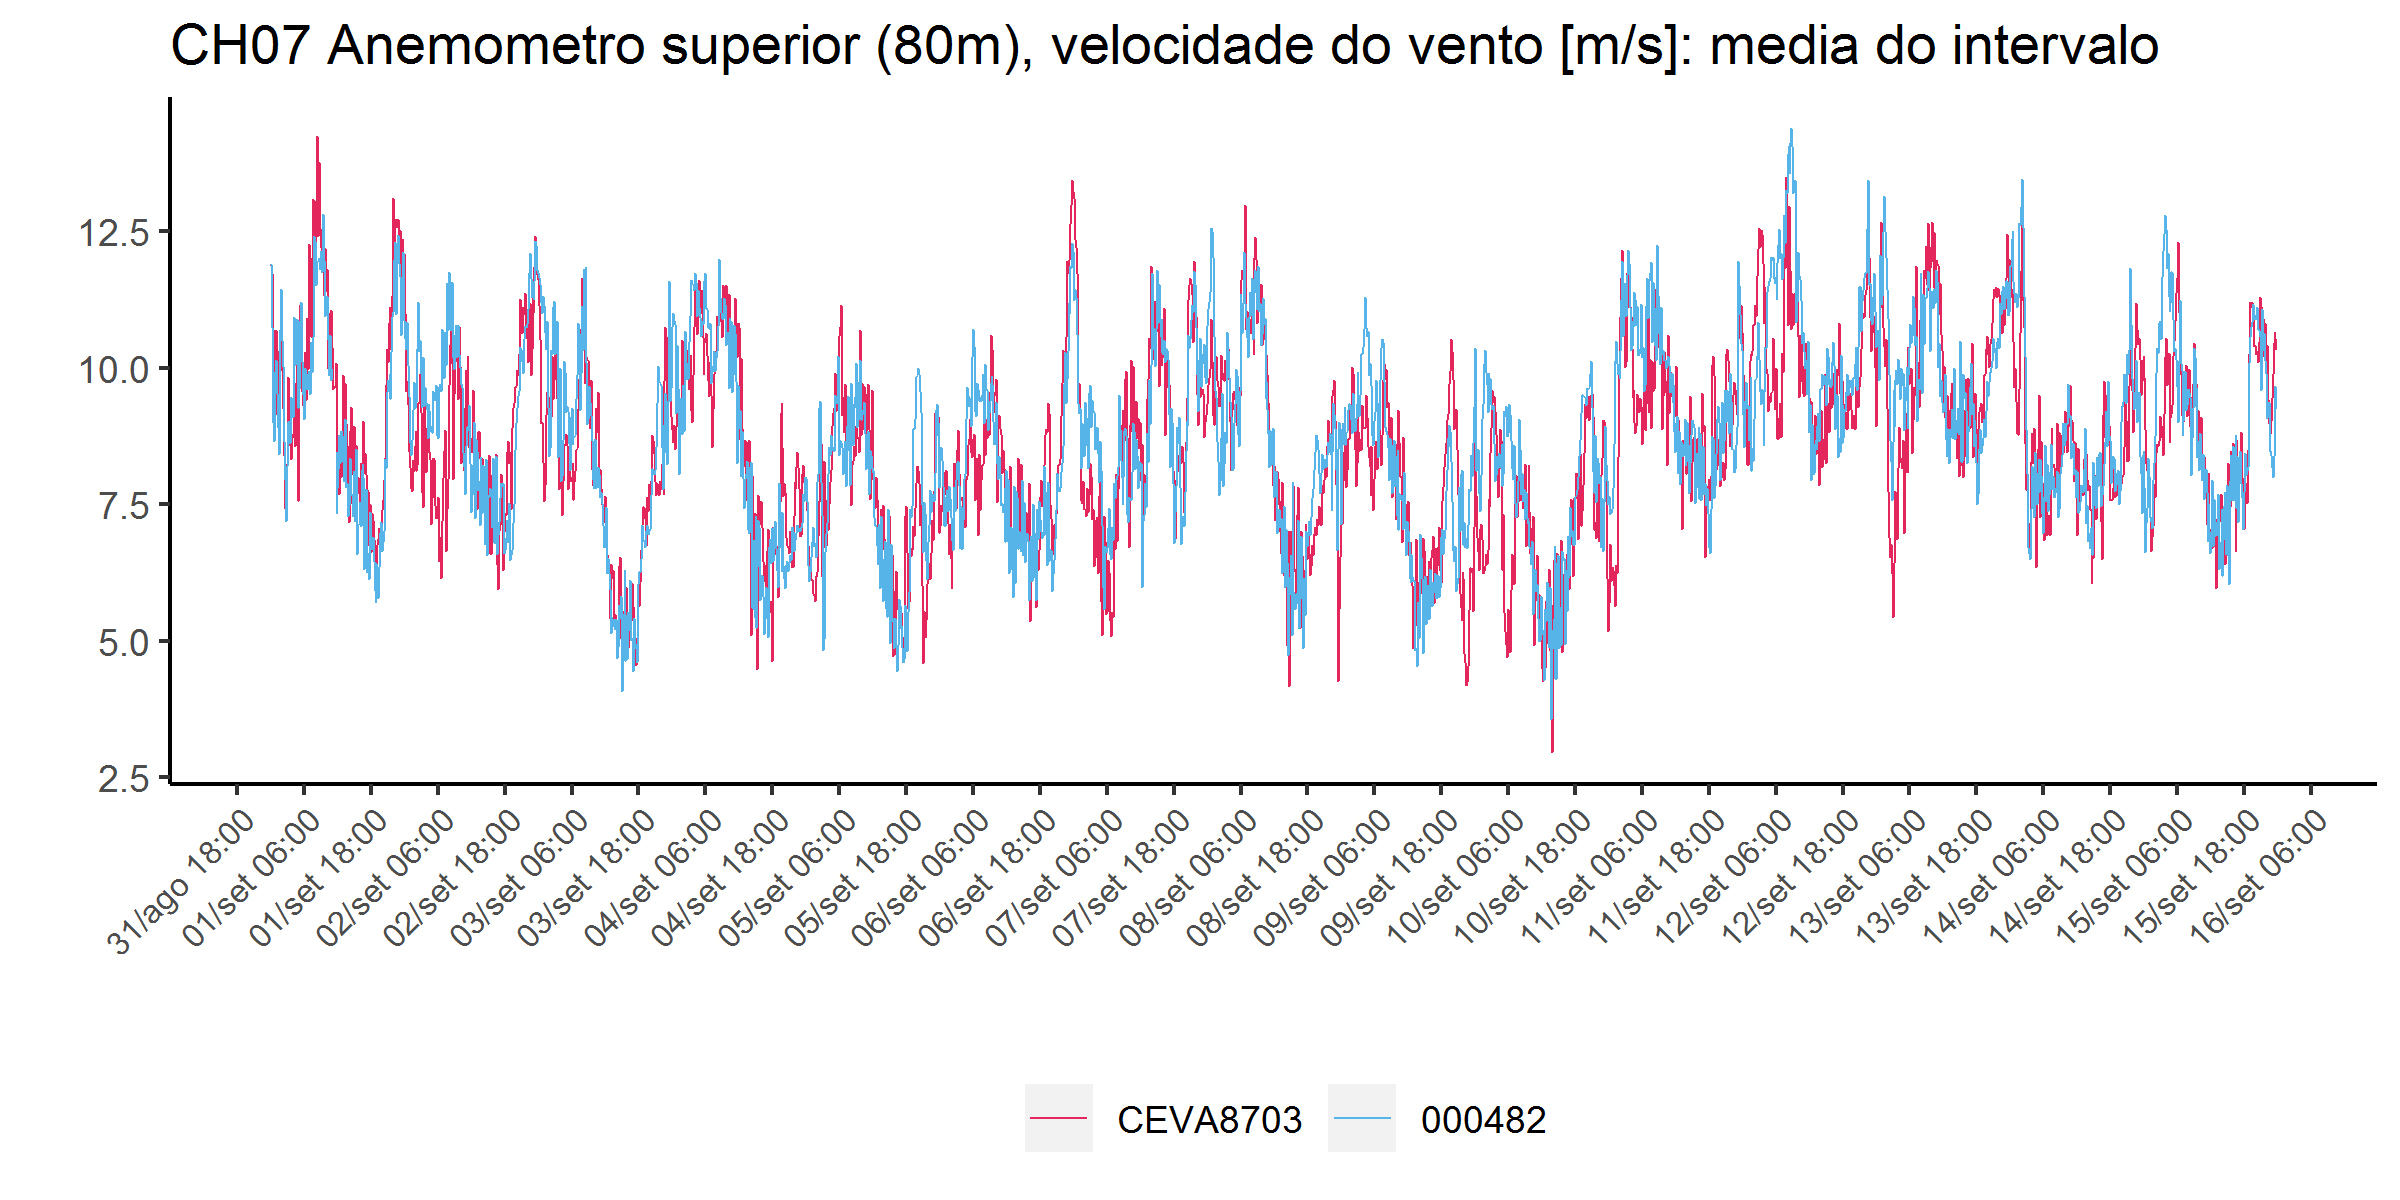 CH07 Anemometro superior (80m), velocidade do vento [m/s]: media do intervalo
12.5
10.0
7.5
5.0
2.5
31/ago 18:00
01/set 06:00
01/set 18:00
02/set 06:00
02/set 18:00
03/set 06:00
03/set 18:00
04/set 06:00
04/set 18:00
05/set 06:00
05/set 18:00
06/set 06:00
06/set 18:00
07/set 06:00
07/set 18:00
08/set 06:00
08/set 18:00
09/set 06:00
09/set 18:00
10/set 06:00
10/set 18:00
11/set 06:00
11/set 18:00
12/set 06:00
12/set 18:00
13/set 06:00
13/set 18:00
14/set 06:00
14/set 18:00
15/set 06:00
15/set 18:00
16/set 06:00
CEVA8703
000482